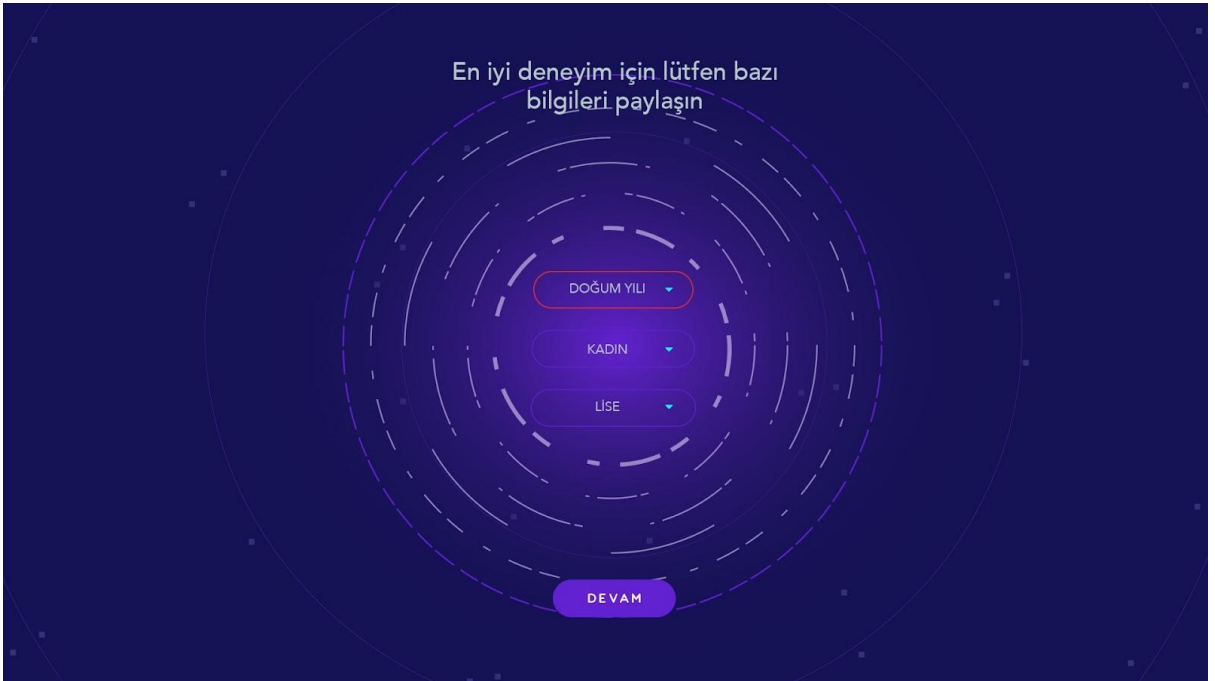 En iyi deneyim için lütfen bazı
bilgileri paylaşın
DOĞUM YILI
KADIN
LİSE
DEVAM